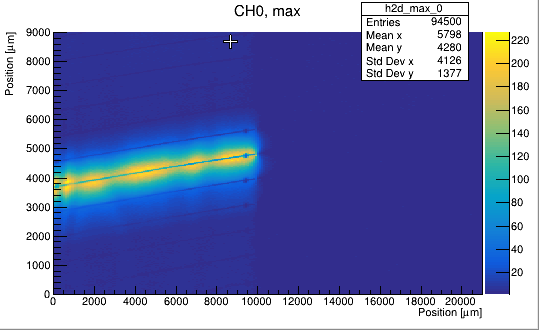 CH0, max
h2d_max_0
Entries 94500
Mean x 5798
Mean y 4280
Std Dev x 4126
Std Dev y 1377
Position [μm]
9000
8000
7000
6000
5000
4000
3000
2000
1000
0
0 2000 4000 6000 8000 10000 12000 14000 16000 18000 20000
Position [μm]
220
200
180
160
140
120
100
80
60
40
20